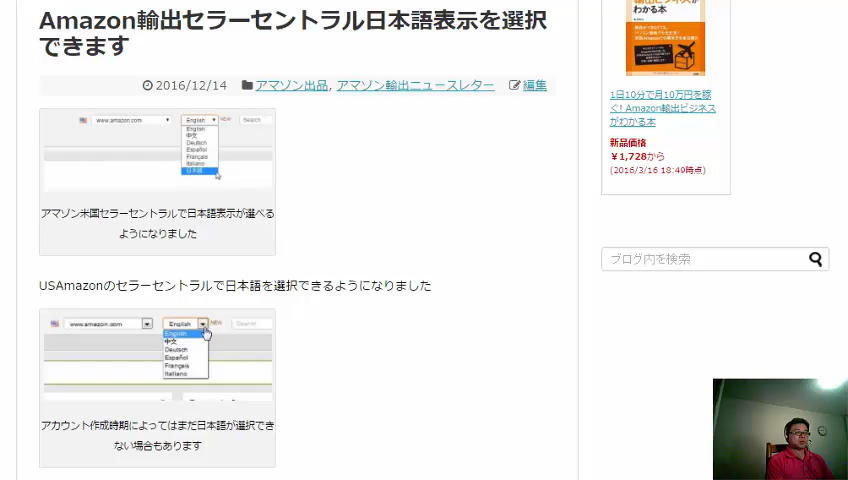 Amazon輸出セラーセントラル日本語表示を選択
できます
2016/12/14 アマゾン出品, アマゾン輸出ニュースレター 編集
www.amazon.com English NEW Search
English
中文
Deutsch
Español
Français
Italiano
日本語
アマゾン米国セラーセントラルで日本語表示が選べる
ようになりました
USAmazonのセラーセントラルで日本語を選択できるようになりました
www.amazon.com English NEW Search
English
中文
Deutsch
Español
Français
Italiano
アカウント作成時期によってはまだ日本語が選択でき
ない場合もあります
がわかる本
1日10分で月10万円を稼
ぐ! Amazon輸出ビジネス
がわかる本
新品価格
￥1,728から
(2016/3/16 18:49時点)
ブログ内を検索